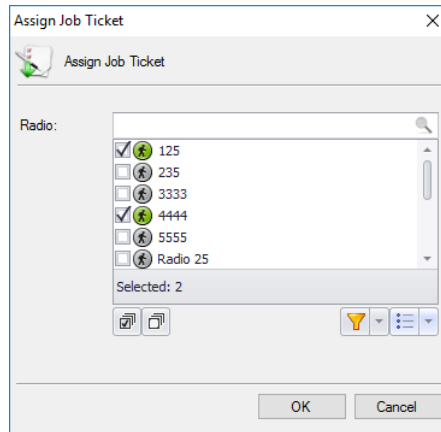 Assign Job Ticket
Assign Job Ticket
Radio:
125
235
3333
4444
5555
Radio 25
Selected: 2
OK
Cancel